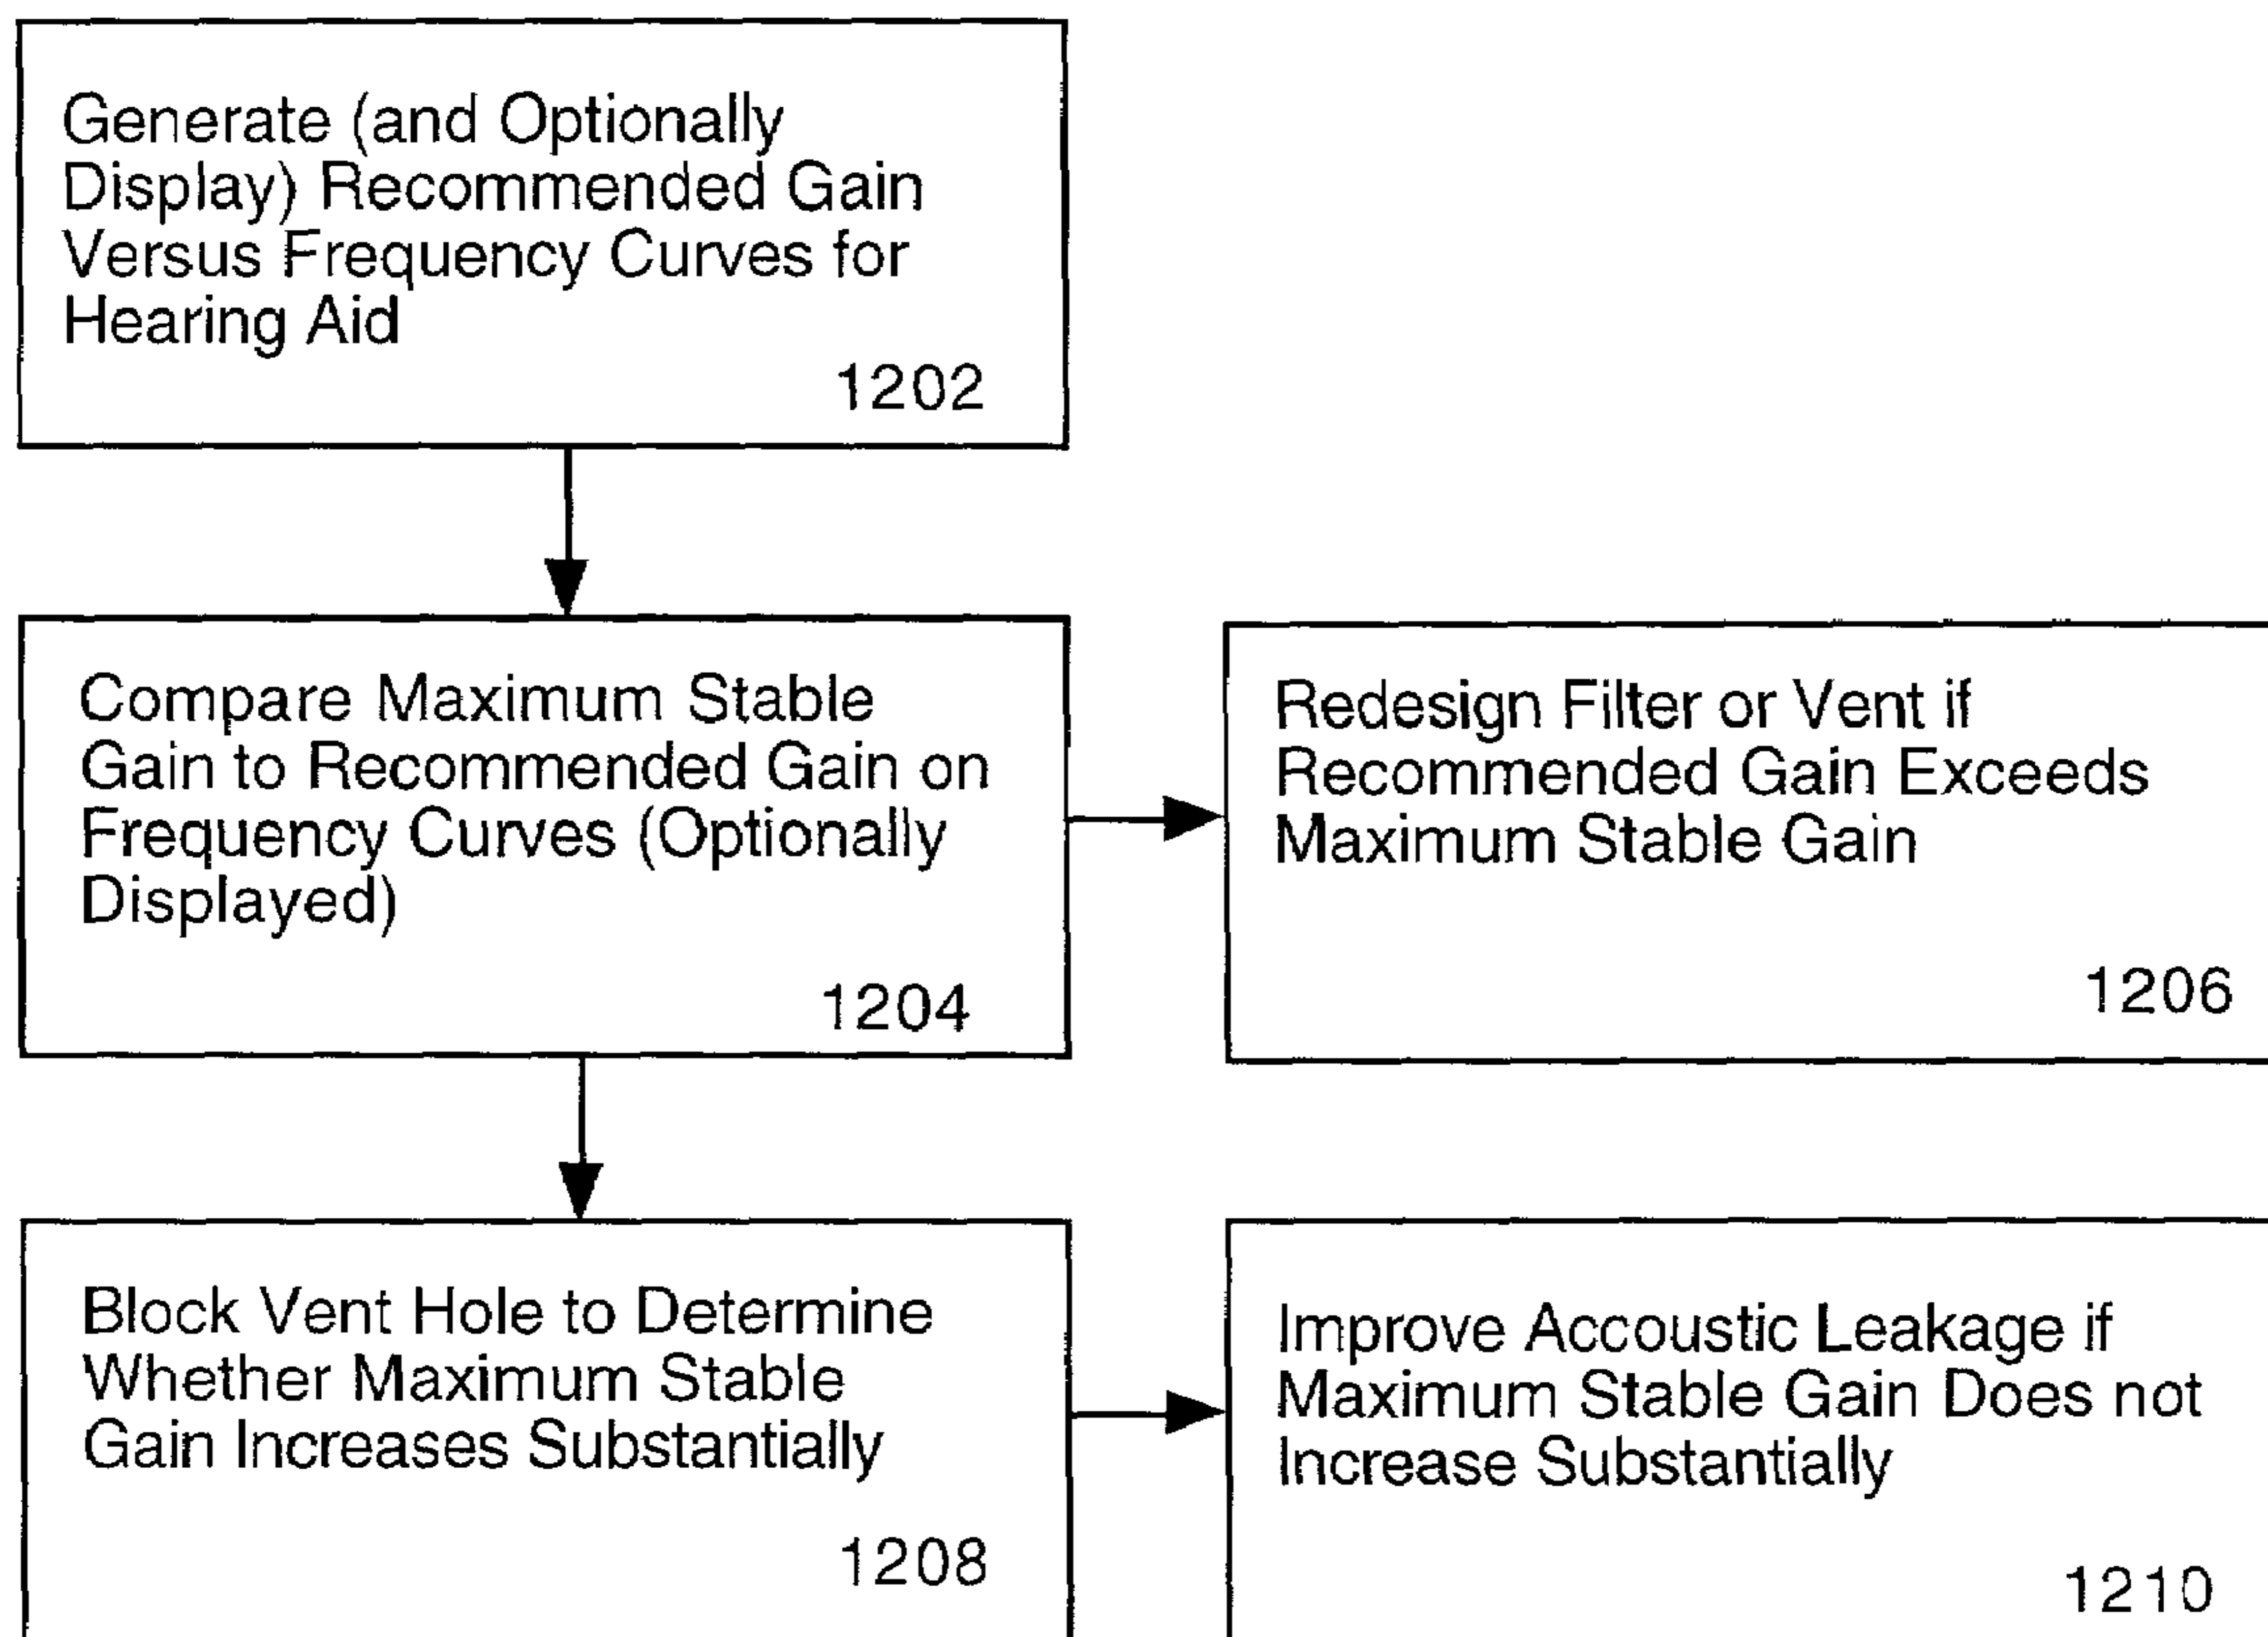 Generate (and Optionally
Display) Recommended Gain
Versus Frequency Curves for
Hearing Aid
1202
Compare Maximum Stable
Gain to Recommended Gain on
Frequency Curves (Optionally
Displayed)
1204
Redesign Filter or Vent if
Recommended Gain Exceeds
Maximum Stable Gain
1206
Block Vent Hole to Determine
Whether Maximum Stable
Gain Increases Substantially
1208
Improve Accoustic Leakage if
Maximum Stable Gain Does not
Increase Substantially
1210